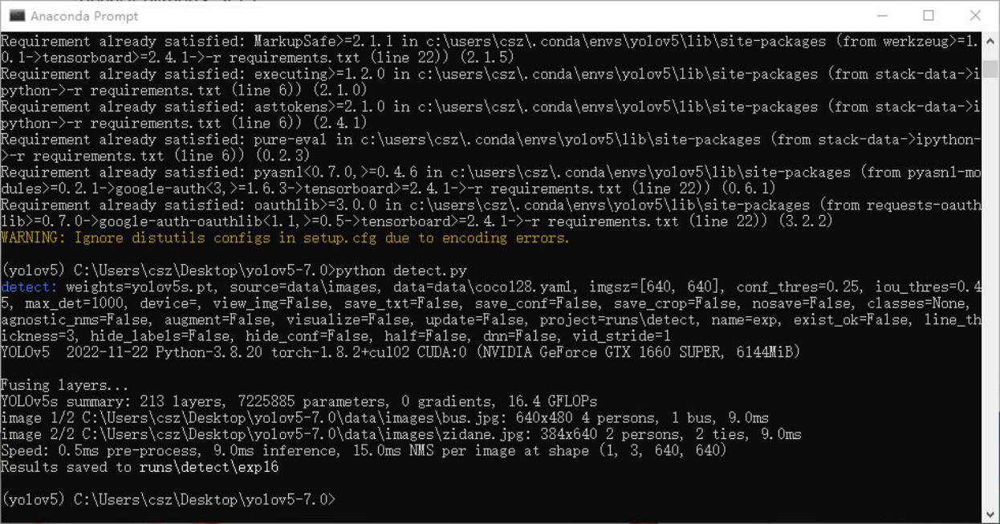 Anaconda Prompt
Requirement already satisfied: MarkupSafe>=2.1.1 in c:\users\csz\.conda\envs\yolov5\lib\site-packages (from werkzeug>=1.
0.1->tensorboard>=2.4.1->-r requirements.txt (line 22)) (2.1.5)
Requirement already satisfied: executing>=1.2.0 in c:\users\csz\.conda\envs\yolov5\lib\site-packages (from stack-data->i
python->-r requirements.txt (line 6)) (2.1.0)
Requirement already satisfied: asttokens>=2.1.0 in c:\users\csz\.conda\envs\yolov5\lib\site-packages (from stack-data->i
python->-r requirements.txt (line 6)) (2.4.1)
Requirement already satisfied: pure-eval in c:\users\csz\.conda\envs\yolov5\lib\site-packages (from stack-data->ipython-
>-r requirements.txt (line 6)) (0.2.3)
Requirement already satisfied: pyasn1<0.7.0,>=0.4.6 in c:\users\csz\.conda\envs\yolov5\lib\site-packages (from pyasn1-mo
dules>=0.2.1->google-auth<3,>=1.6.3->tensorboard>=2.4.1->-r requirements.txt (line 22)) (0.6.1)
Requirement already satisfied: oauthlib>=3.0.0 in c:\users\csz\.conda\envs\yolov5\lib\site-packages (from requests-oauth
lib>=0.7.0->google-auth-oauthlib<1.1,>=0.5->tensorboard>=2.4.1->-r requirements.txt (line 22)) (3.2.2)
WARNING: Ignore distutils configs in setup.cfg due to encoding errors.
(yolov5) C:\Users\csz\Desktop\yolov5-7.0>python detect.py
detect: weights=yolov5s.pt, source=data\images, data=data\coco128.yaml, imgsz=[640, 640], conf_thres=0.25, iou_thres=0.4
5, max_det=1000, device=, view_img=False, save_txt=False, save_conf=False, save_crop=False, nosave=False, classes=None,
agnostic_nms=False, augment=False, visualize=False, update=False, project=runs\detect, name=exp, exist_ok=False, line_th
ickness=3, hide_labels=False, hide_conf=False, half=False, dnn=False, vid_stride=1
YOLOv5  2022-11-22 Python-3.8.20 torch-1.8.2+cu102 CUDA:0 (NVIDIA GeForce GTX 1660 SUPER, 6144MiB)
Fusing layers...
YOLOv5s summary: 213 layers, 7225885 parameters, 0 gradients, 16.4 GFLOPs
image 1/2 C:\Users\csz\Desktop\yolov5-7.0\data\images\bus.jpg: 640x480 4 persons, 1 bus, 9.0ms
image 2/2 C:\Users\csz\Desktop\yolov5-7.0\data\images\zidane.jpg: 384x640 2 persons, 2 ties, 9.0ms
Speed: 0.5ms pre-process, 9.0ms inference, 15.0ms NMS per image at shape (1, 3, 640, 640)
Results saved to runs\detect\exp16
(yolov5) C:\Users\csz\Desktop\yolov5-7.0>